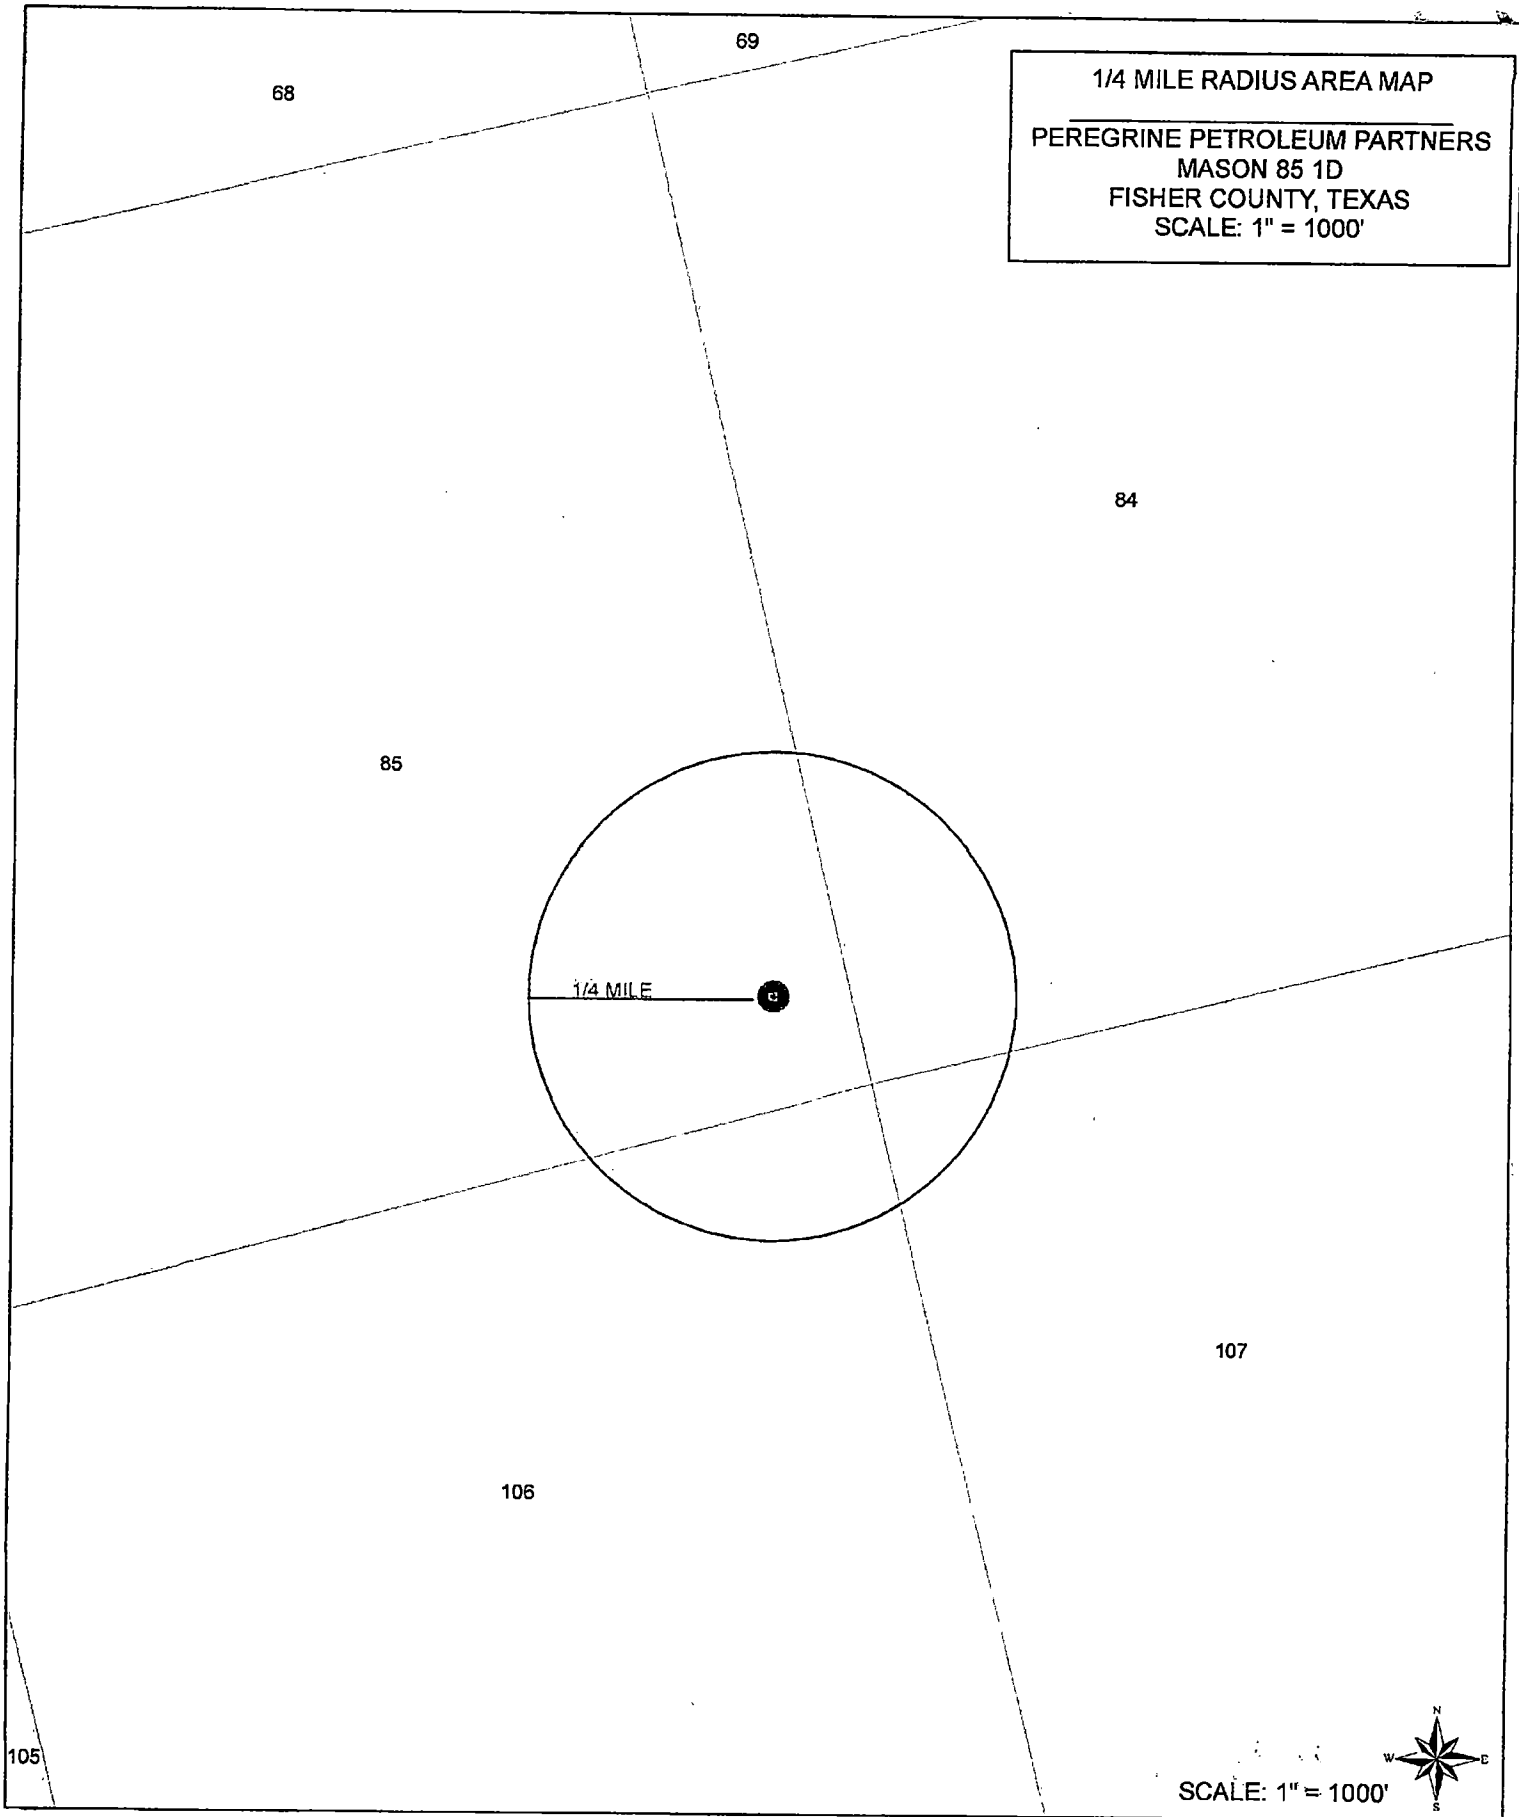 69
68
1/4 MILE RADIUS AREA MAP
PEREGRINE PETROLEUM PARTNERS
MASON 85 1D
FISHER COUNTY, TEXAS
SCALE: 1" = 1000'
84
85
1/4 MILE
107
106
105
N
W E
S
SCALE: 1" = 1000'